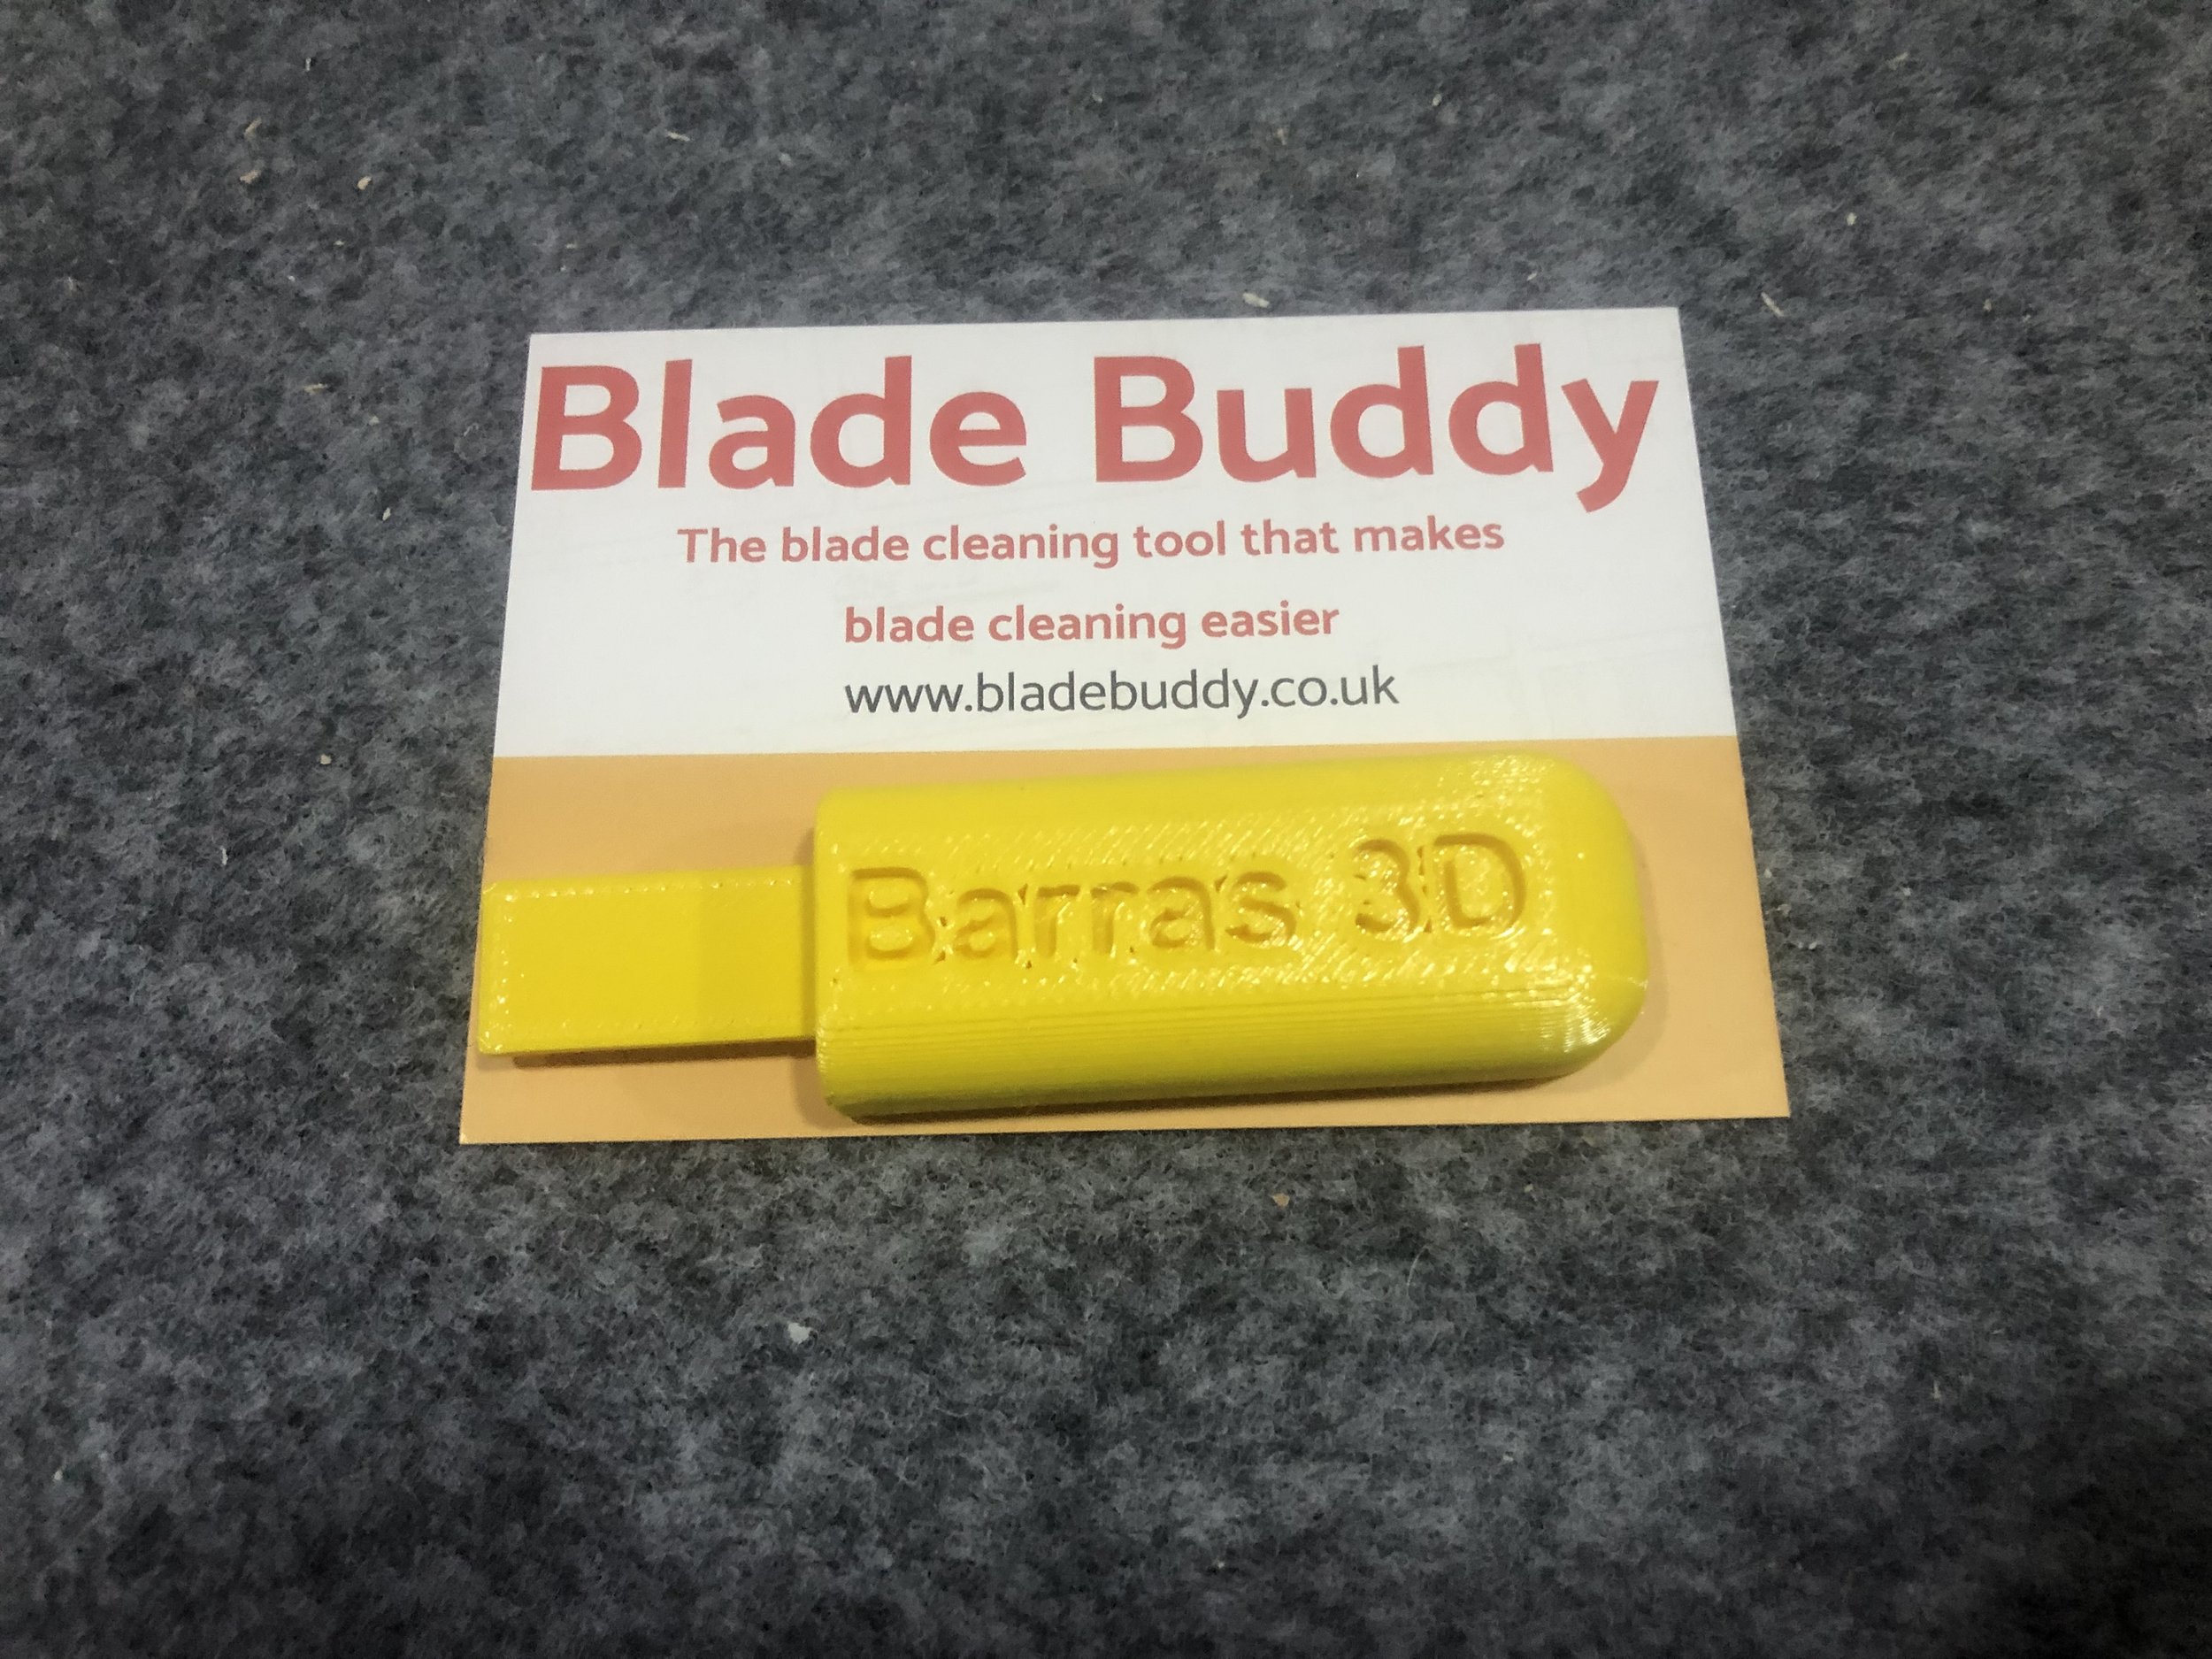 Blade Buddy
The blade cleaning tool that makes
blade cleaning easier
www.bladebuddy.co.uk
Barras 3D